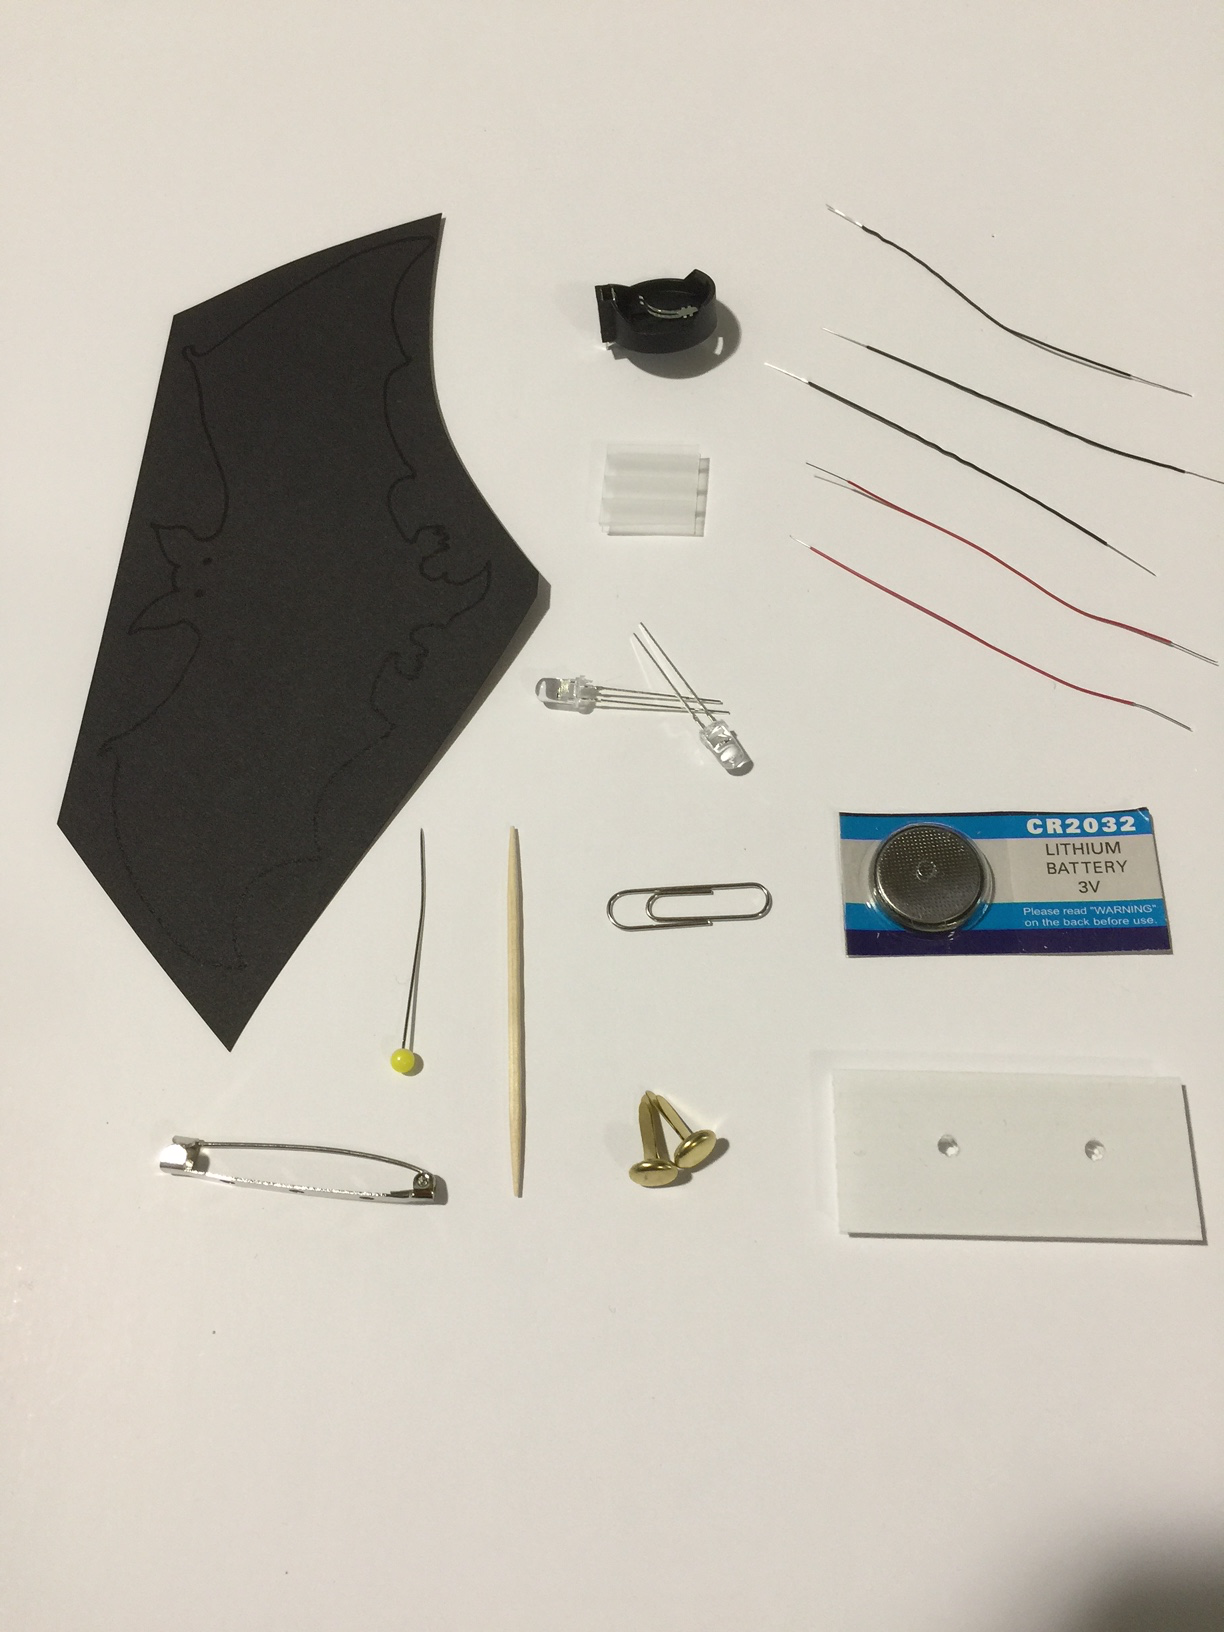 CR2032
LITHIUM
BATTERY
3V
Please read "WARNING"
on the back before use.